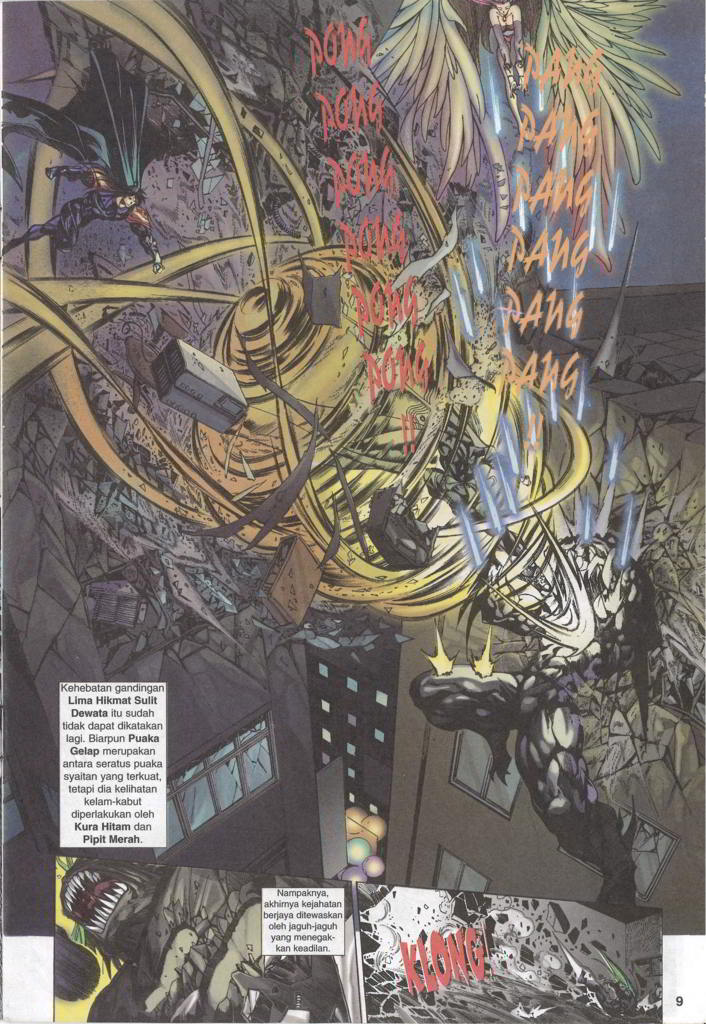 PONG
PONG
PONG
PONG
PONG
PONG
!!
PANG
PANG
PANG
PANG
PANG
PANG
!!
Kehebatan gandingan
Lima Hikmat Sulit
Dewata itu sudah
tidak dapat dikatakan
lagi. Biarpun Puaka
Gelap merupakan
antara seratus puaka
syaitan yang terkuat,
tetapi dia kelihatan
kelam-kabut
diperlakukan oleh
Kura Hitam dan
Pipit Merah.
Nampaknya,
akhirnya kejahatan
berjaya ditewaskan
oleh jaguh-jaguh
yang menegak-
kan keadilan.
KLONG!
9